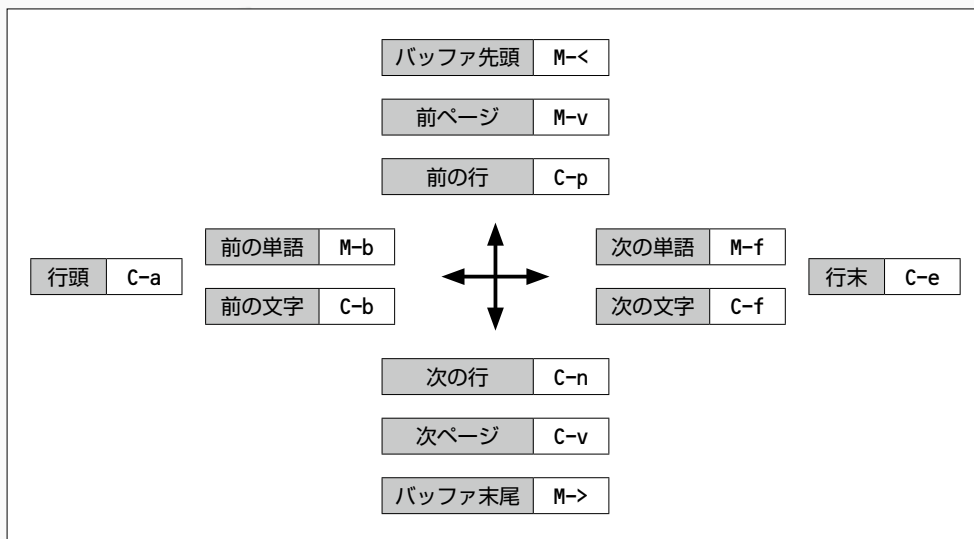 バッファ先頭 M-<
前ページ M-v
前の行 C-p
前の単語 M-b
次の単語 M-f
行頭 C-a
行末 C-e
前の文字 C-b
次の文字 C-f
次の行 C-n
次ページ C-v
バッファ末尾 M->